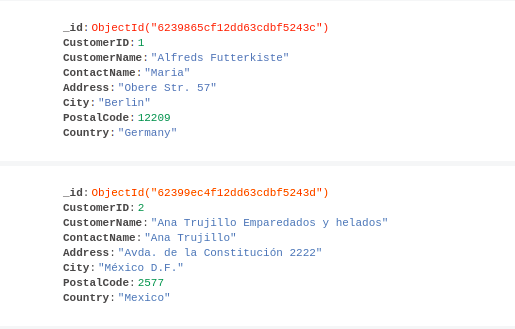 _id: ObjectId("6239865cf12dd63cdbf5243c")
CustomerID: 1
CustomerName: "Alfreds Futterkiste"
ContactName: "Maria"
Address: "Obere Str. 57"
City: "Berlin"
PostalCode: 12209
Country: "Germany"
_id: ObjectId("62399ec4f12dd63cdbf5243d")
CustomerID: 2
CustomerName: "Ana Trujillo Emparedados y helados"
ContactName: "Ana Trujillo"
Address: "Avda. de la Constitución 2222"
City: "México D.F."
PostalCode: 2577
Country: "Mexico"